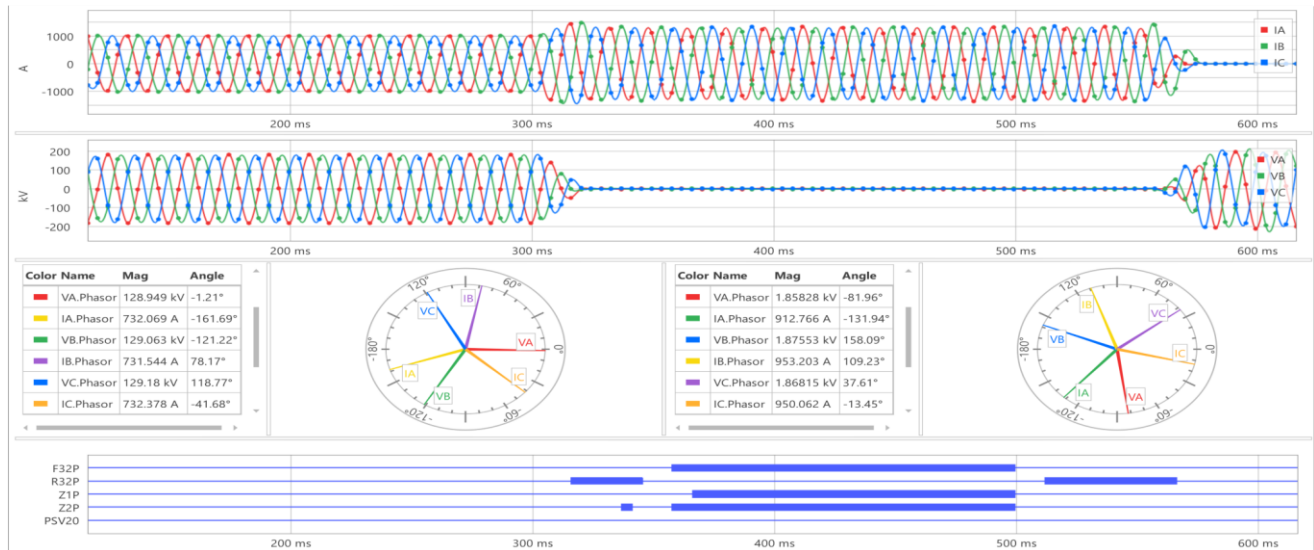 1000
0
-1000
A
IA
IB
IC
200 ms
300 ms
400 ms
500 ms
600 ms
200
100
0
-100
-200
kV
VA
VB
VC
200 ms
300 ms
400 ms
500 ms
600 ms
Color Name Mag Angle
VA.Phasor 128.949 kV -1.21°
IA.Phasor 732.069 A -161.69°
VB.Phasor 129.063 kV -121.22°
IB.Phasor 731.544 A 78.17°
VC.Phasor 129.18 kV 118.77°
IC.Phasor 732.378 A -41.68°
120°
60°
0°
-60°
-120°
-180°
IB
VC
VA
IC
IA
VB
Color Name Mag Angle
VA.Phasor 1.85828 kV -81.96°
IA.Phasor 912.766 A -131.94°
VB.Phasor 1.87553 kV 158.09°
IB.Phasor 953.203 A 109.23°
VC.Phasor 1.86815 kV 37.61°
IC.Phasor 950.062 A -13.45°
120°
60°
0°
-60°
-120°
-180°
IB
VC
VB
IC
IA
VA
F32P
R32P
Z1P
Z2P
PSV20
200 ms
300 ms
400 ms
500 ms
600 ms